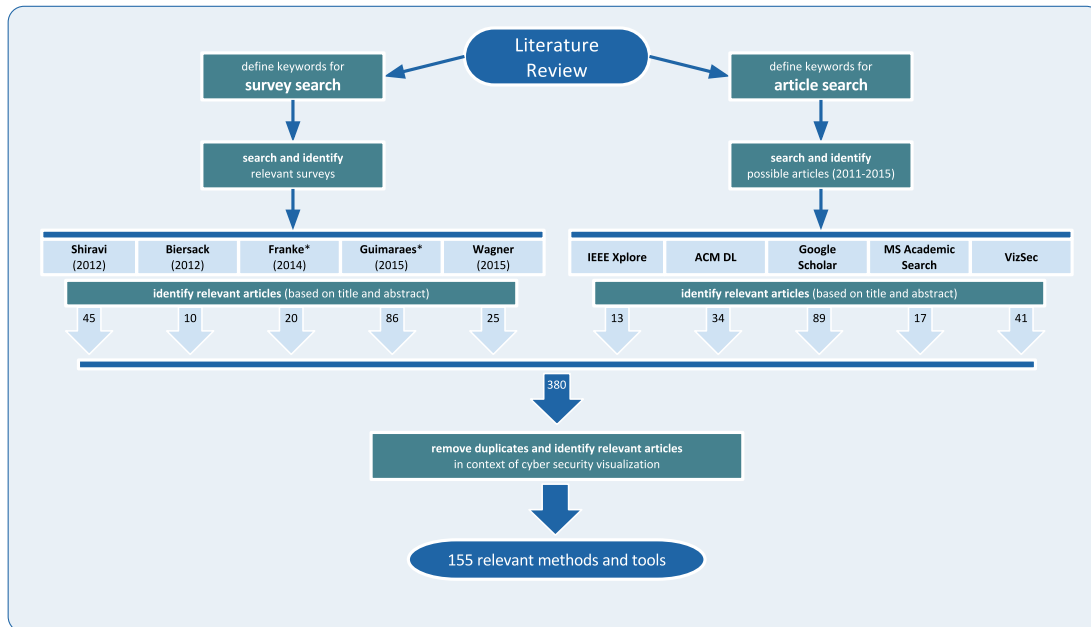 Literature
Review
define keywords for
survey search
define keywords for
article search
search and identify
relevant surveys
search and identify
possible articles (2011-2015)
Shiravi
(2012)
Biersack
(2012)
Franke*
(2014)
Guimaraes*
(2015)
Wagner
(2015)
IEEE Xplore
ACM DL
Google
Scholar
MS Academic
Search
VizSec
identify relevant articles (based on title and abstract)
identify relevant articles (based on title and abstract)
45
10
20
86
25
13
34
89
17
41
380
remove duplicates and identify relevant articles
in context of cyber security visualization
155 relevant methods and tools